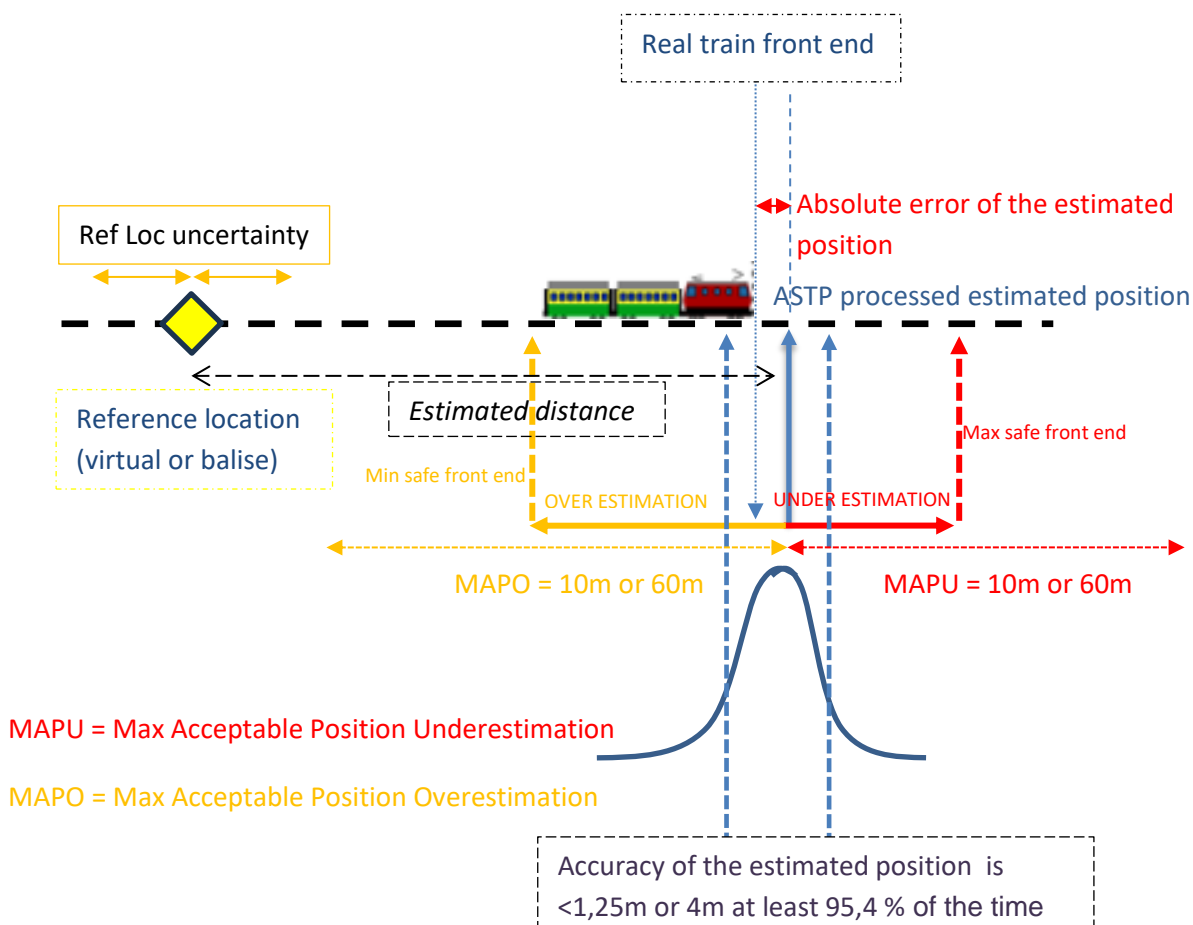 Real train front end
Absolute error of the estimated
position
Ref Loc uncertainty
ASTP processed estimated position
Estimated distance
Reference location
(virtual or balise)
Max safe front end
Min safe front end
OVER ESTIMATION
UNDER ESTIMATION
MAPO = 10m or 60m
MAPU = 10m or 60m
MAPU = Max Acceptable Position Underestimation
MAPO = Max Acceptable Position Overestimation
Accuracy of the estimated position is
<1,25m or 4m at least 95,4 % of the time